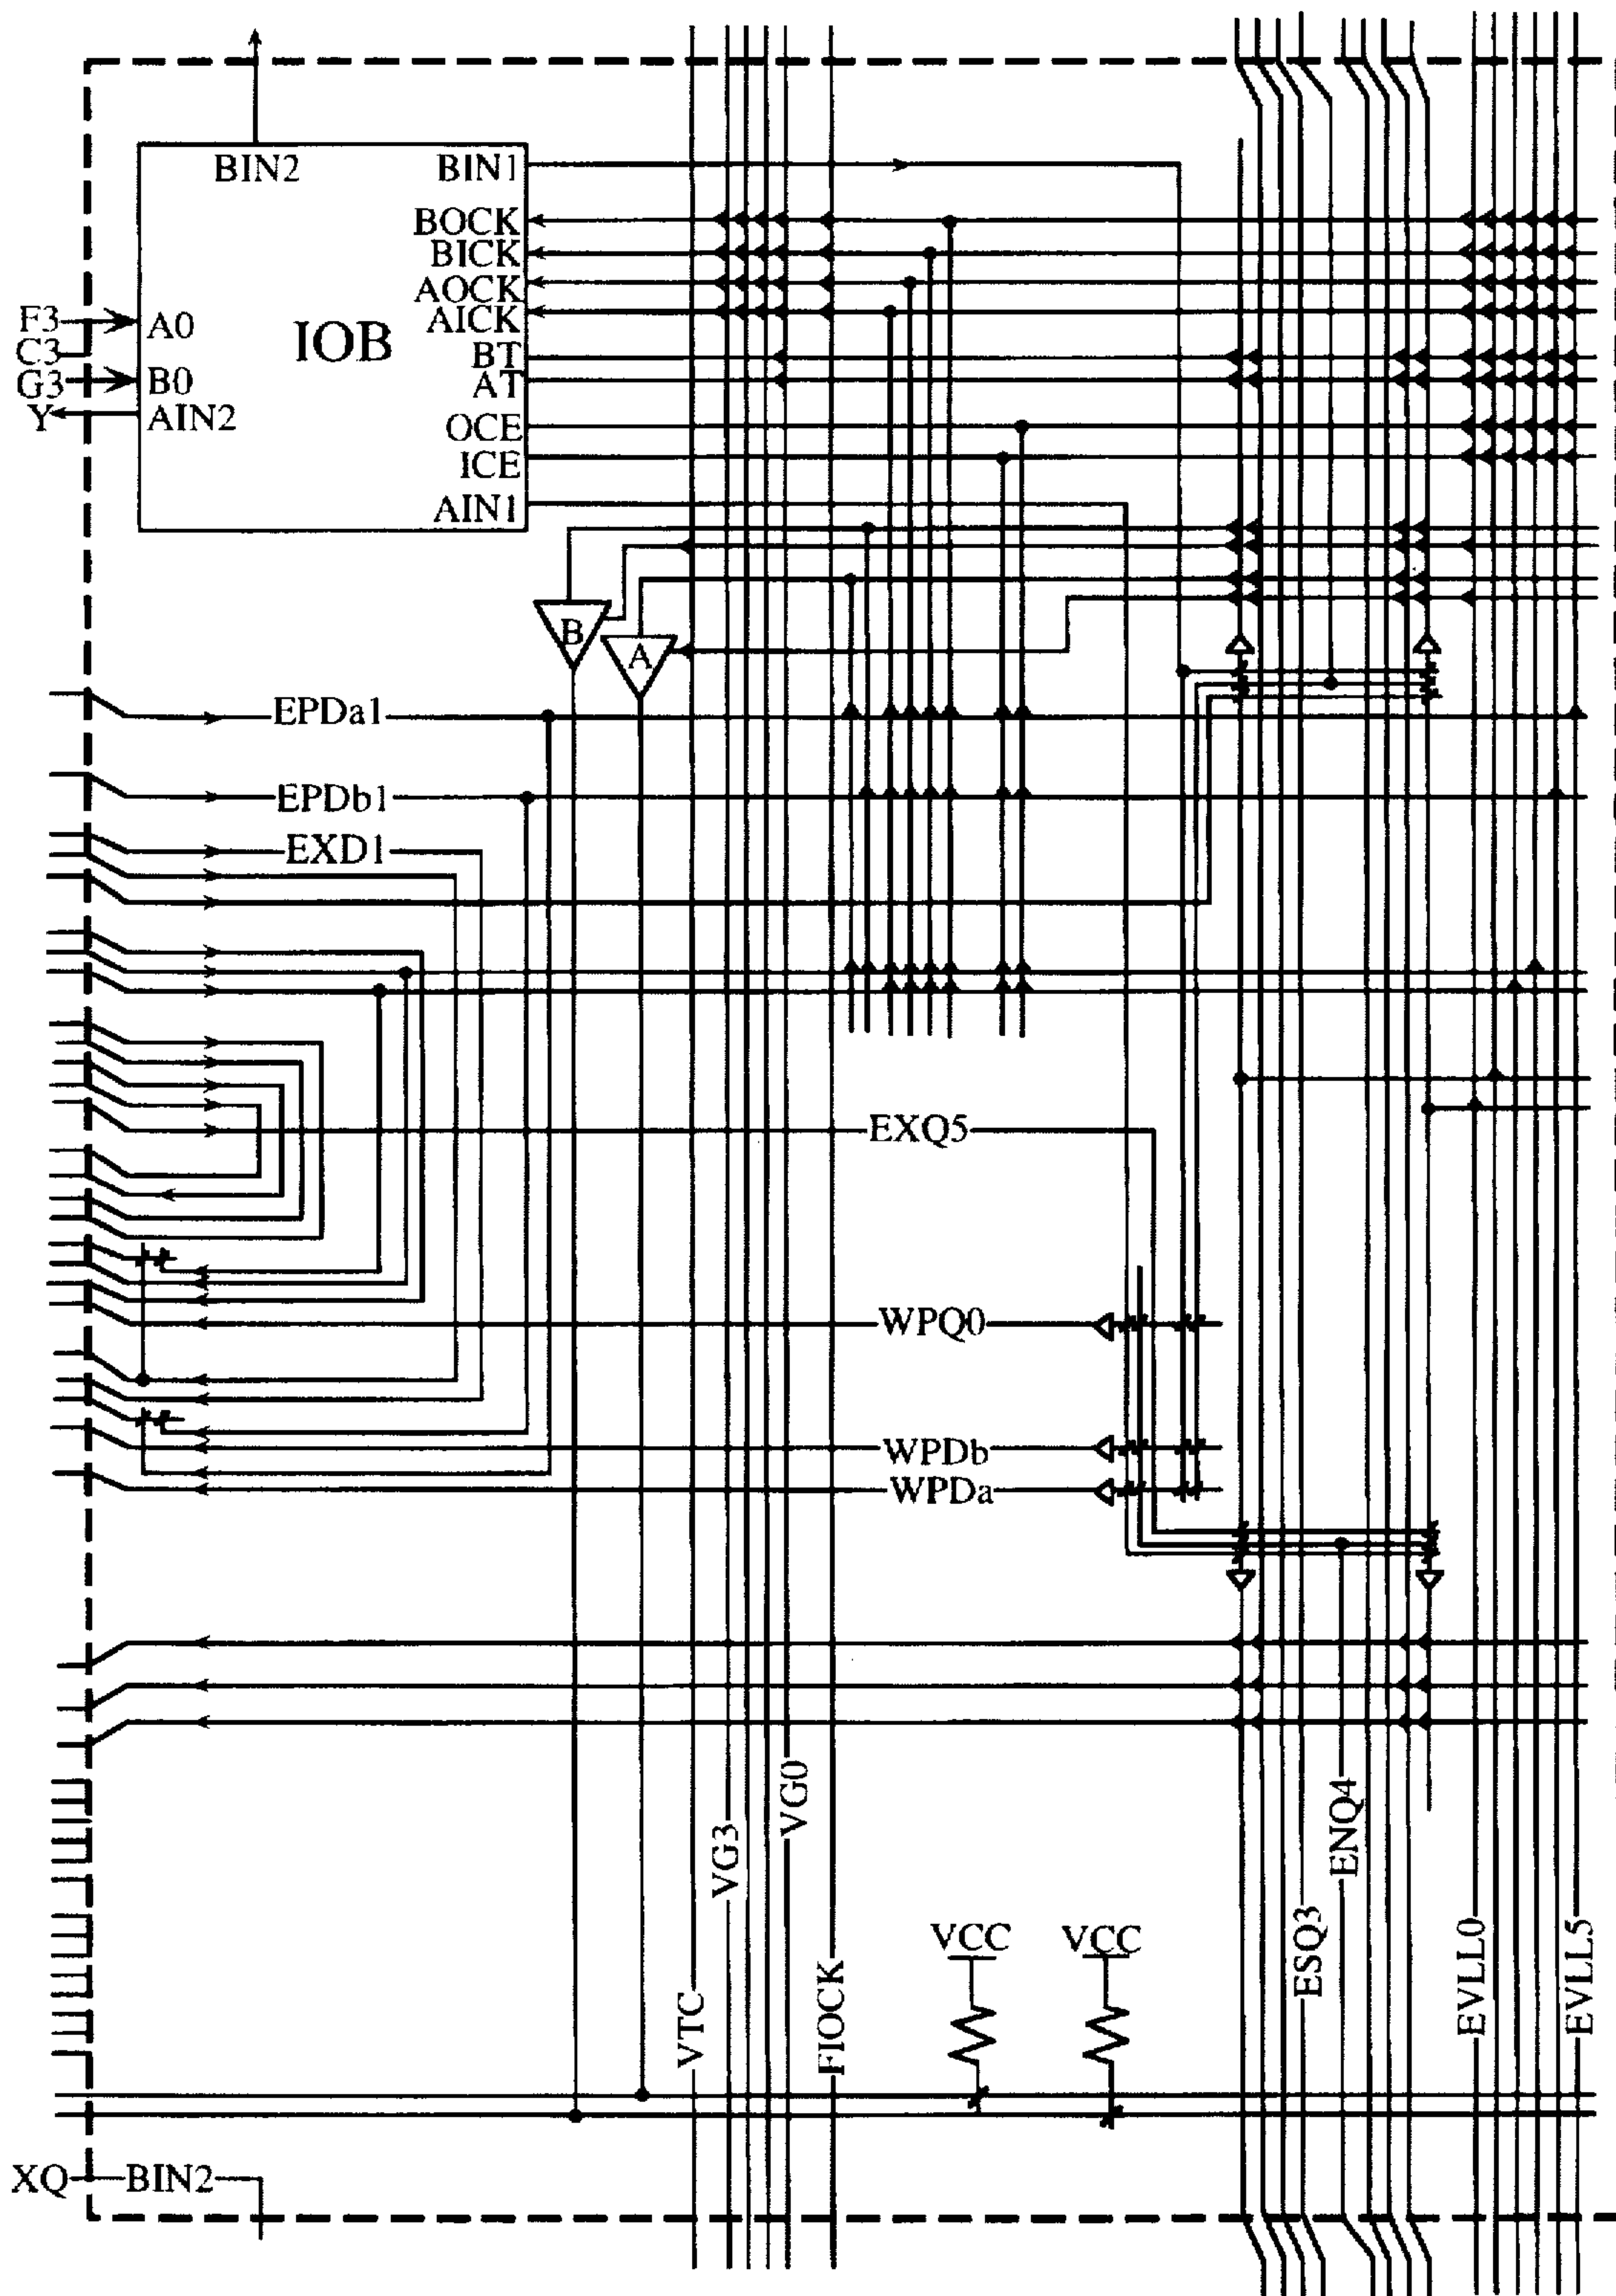 BIN2
BIN1
BOCK
BICK
AOCK
AICK
BT
AT
OCE
ICE
AIN1
IOB
F3
A0
C3
G3
B0
Y
AIN2
B
A
EPDa1
EPDb1
EXD1
EXQ5
WPQ0
WPDb
WPDa
VG0
VG3
ENQ4
ESQ3
EVLL0
EVLL5
VCC
VCC
VTC
FIOCK
XQ
BIN2